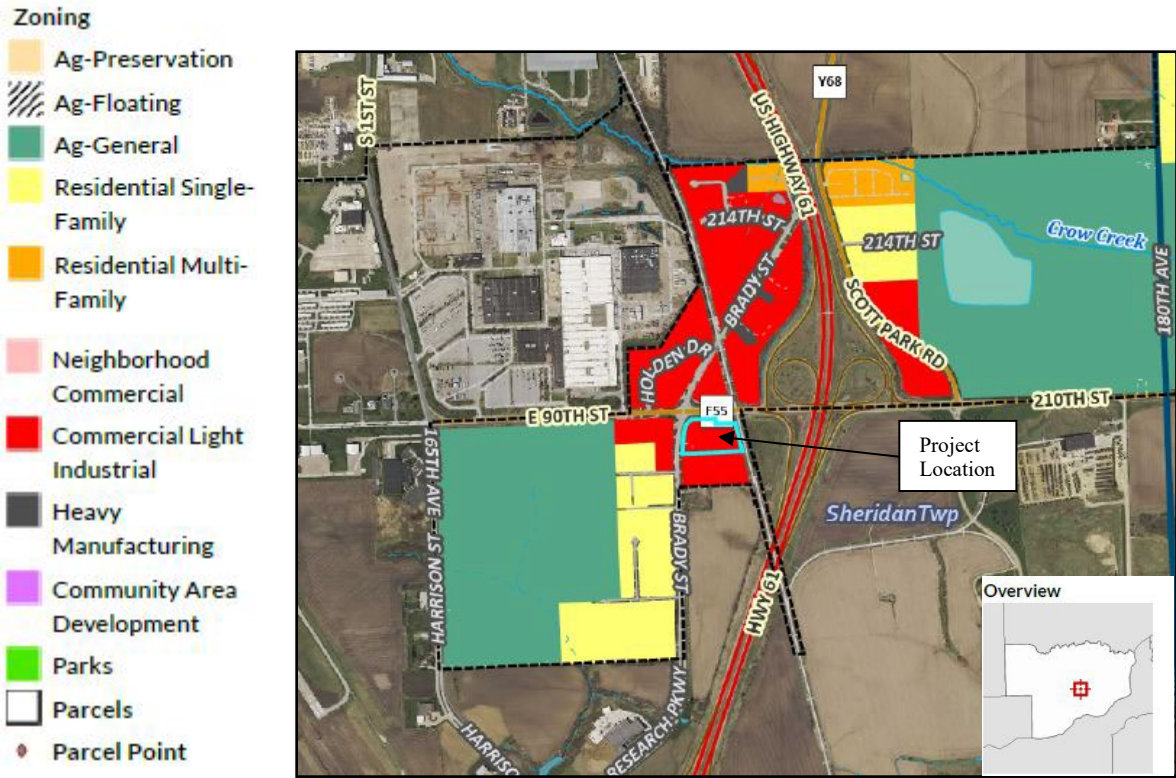 Zoning
Ag-Preservation
Ag-Floating
Ag-General
Residential Single-
Family
Residential Multi-
Family
Neighborhood
Commercial
Commercial Light
Industrial
Heavy
Manufacturing
Community Area
Development
Parks
Parcels
Parcel Point
S 1ST ST
US HIGHWAY 61
Y68
214TH ST
214TH ST
Crow Creek
BRADY ST
SCOTT PARK RD
180TH AVE
HOLDEN DR
E 90TH ST
F55
210TH ST
165TH AVE
HARRISON ST
BRADY ST
Project
Location
SheridanTwp
HWY 61
RESEARCH PKWY
Overview